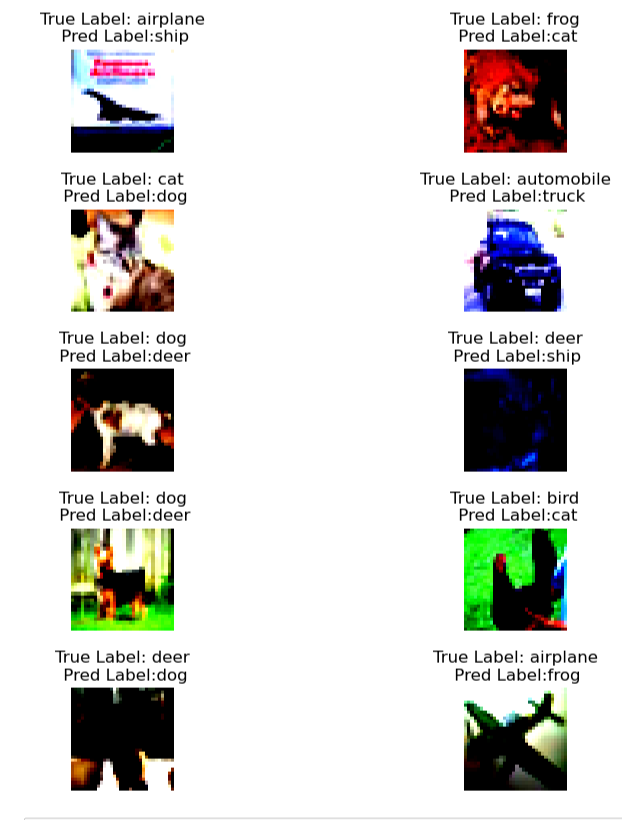 True Label: airplane
Pred Label:ship
True Label: frog
Pred Label:cat
True Label: cat
Pred Label:dog
True Label: automobile
Pred Label:truck
True Label: dog
Pred Label:deer
True Label: deer
Pred Label:ship
True Label: dog
Pred Label:deer
True Label: bird
Pred Label:cat
True Label: deer
Pred Label:dog
True Label: airplane
Pred Label:frog